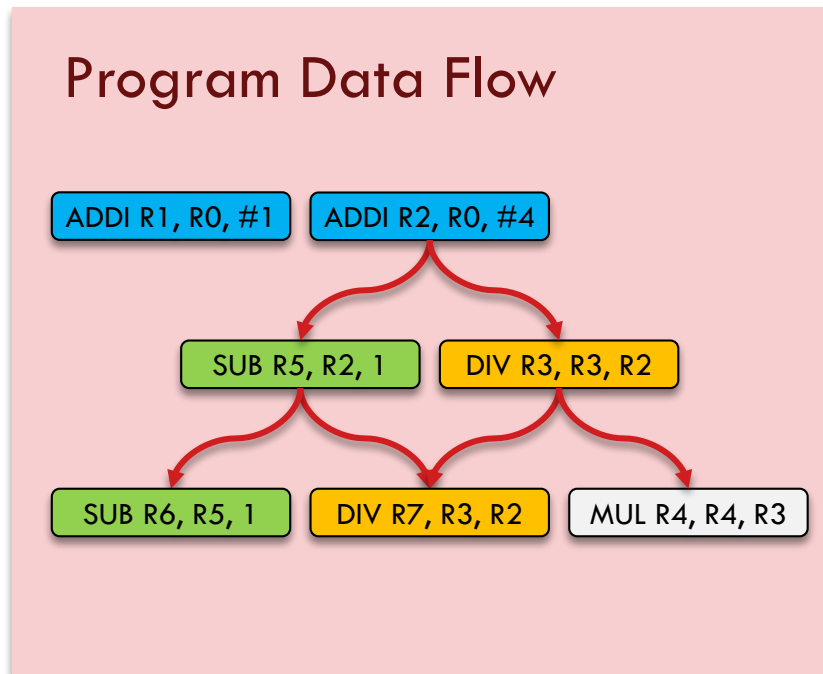 Program Data Flow
ADDI R1, R0, #1
ADDI R2, R0, #4
SUB R5, R2, 1
DIV R3, R3, R2
SUB R6, R5, 1
DIV R7, R3, R2
MUL R4, R4, R3